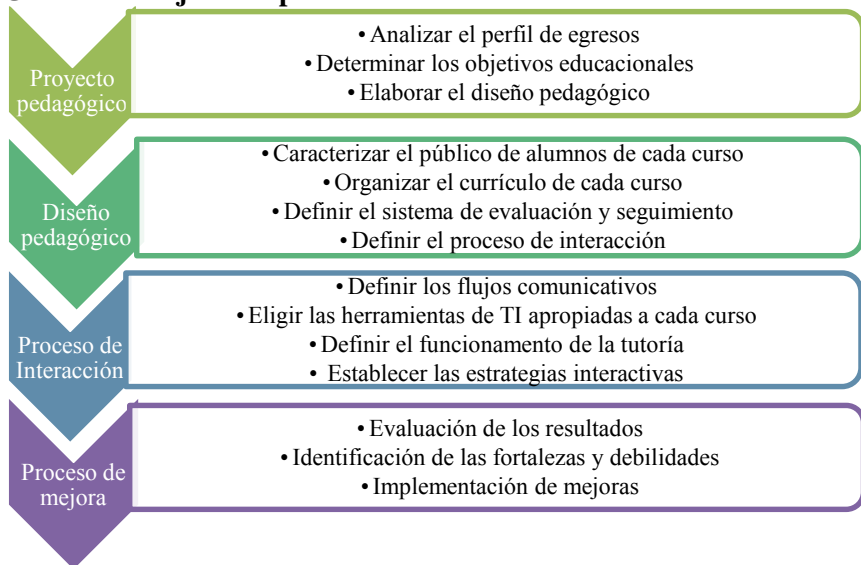 Proyecto
pedagógico
• Analizar el perfil de egresos
• Determinar los objetivos educacionales
• Elaborar el diseño pedagógico
Diseño
pedagógico
• Caracterizar el público de alumnos de cada curso
• Organizar el currículo de cada curso
• Definir el sistema de evaluación y seguimiento
• Definir el proceso de interacción
Proceso de
Interacción
• Definir los flujos comunicativos
• Eligir las herramientas de TI apropiadas a cada curso
• Definir el funcionamento de la tutoría
• Establecer las estrategias interactivas
Proceso de
mejora
• Evaluación de los resultados
• Identificación de las fortalezas y debilidades
• Implementación de mejoras